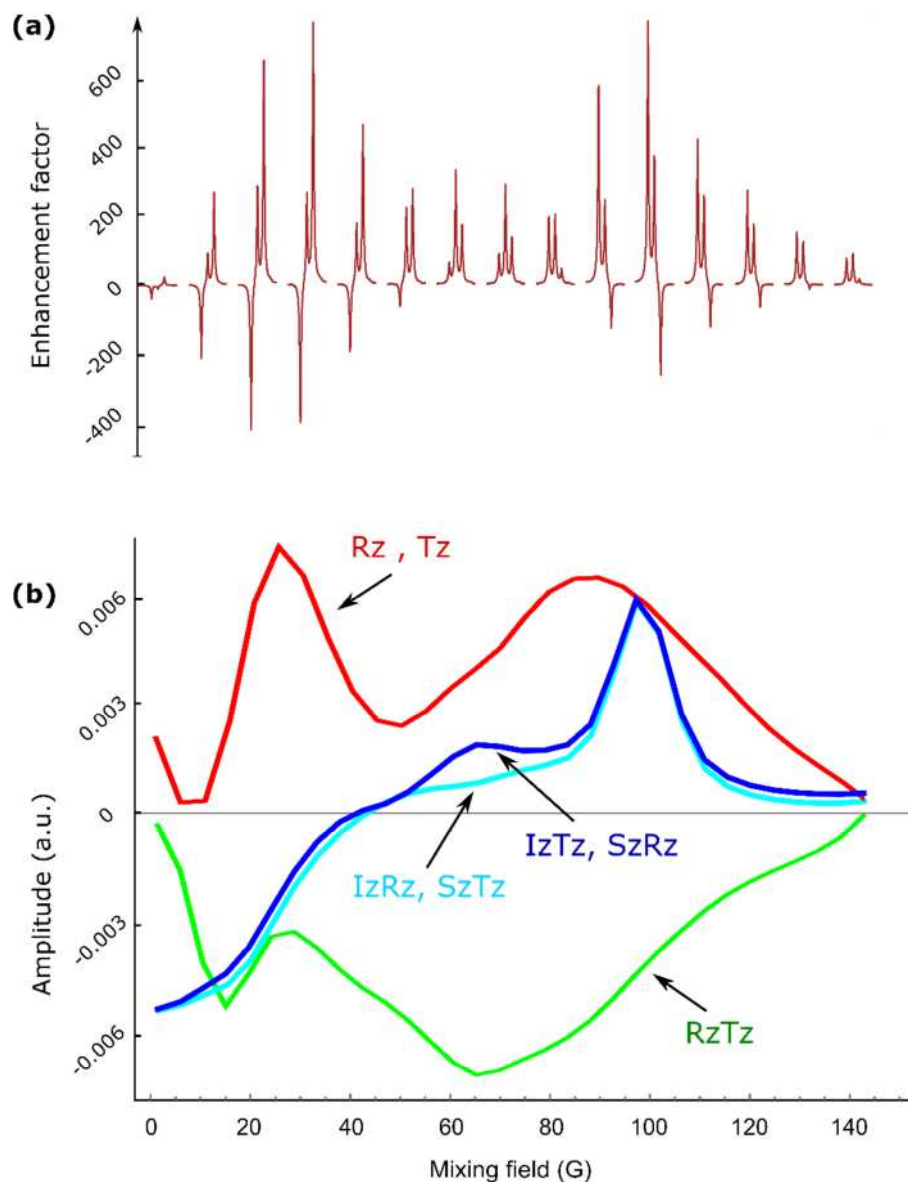 (a)
Enhancement factor
600
400
200
0
-200
-400
(b)
Amplitude (a.u.)
0.006
0.003
0
-0.003
-0.006
Rz , Tz
IzTz, SzRz
IzRz, SzTz
RzTz
0 20 40 60 80 100 120 140
Mixing field (G)